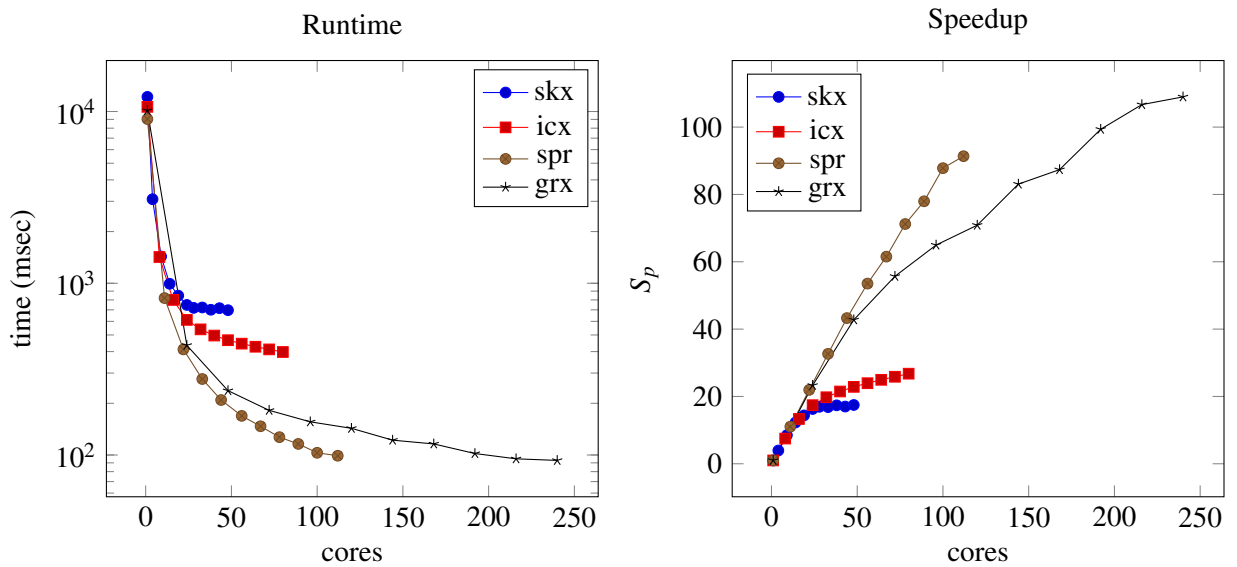 Runtime
10^4
10^3
10^2
time (msec)
skx
icx
spr
grx
0 50 100 150 200 250
cores
Speedup
100
80
60
40
20
0
S_p
skx
icx
spr
grx
0 50 100 150 200 250
cores